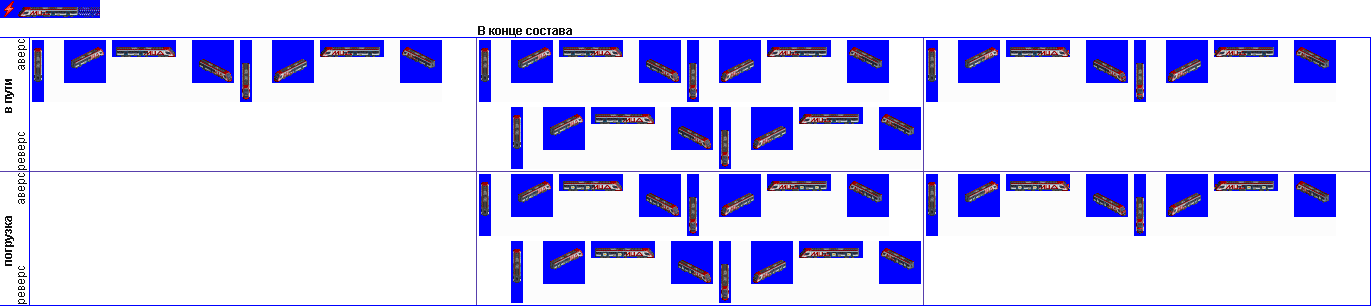 В конце состава
в пути
аверс
реверс
погрузка
аверс
реверс